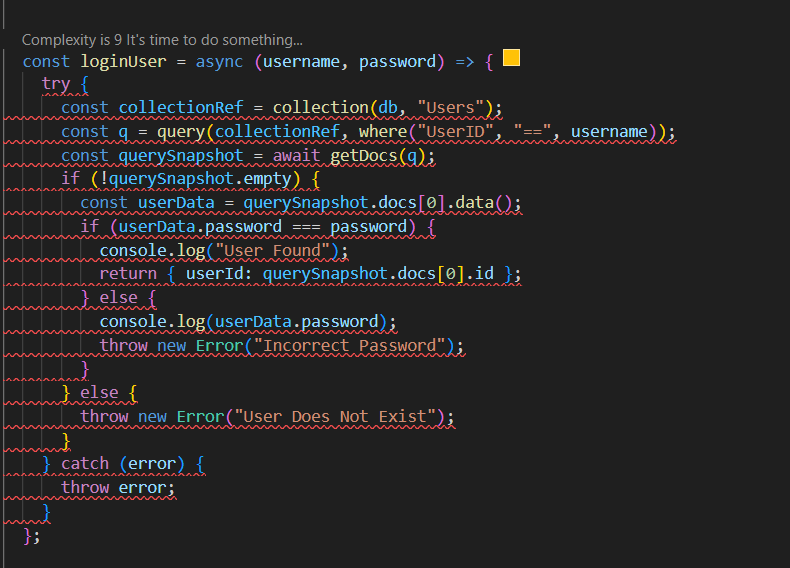 Complexity is 9 It's time to do something...
const loginUser = async (username, password) => {
try {
const collectionRef = collection(db, "Users");
const q = query(collectionRef, where("UserID", "==", username));
const querySnapshot = await getDocs(q);
if (!querySnapshot.empty) {
const userData = querySnapshot.docs[0].data();
if (userData.password === password) {
console.log("User Found");
return { userId: querySnapshot.docs[0].id };
} else {
console.log(userData.password);
throw new Error("Incorrect Password");
}
} else {
throw new Error("User Does Not Exist");
}
} catch (error) {
throw error;
}
};